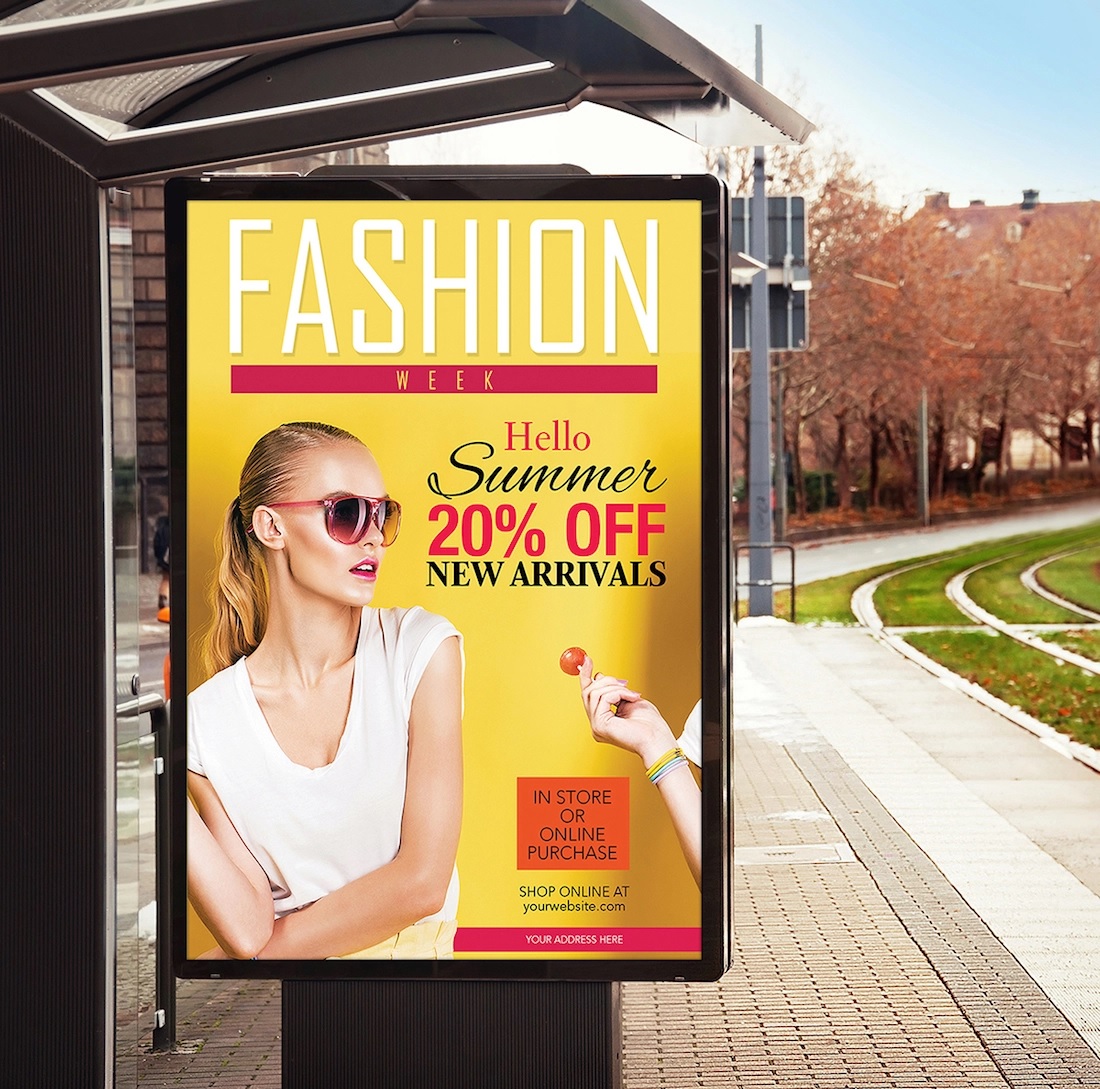 FASHION
WEEK
Hello
Summer
20% OFF
NEW ARRIVALS
IN STORE
OR
ONLINE
PURCHASE
SHOP ONLINE AT
yourwebsite.com
YOUR ADDRESS HERE